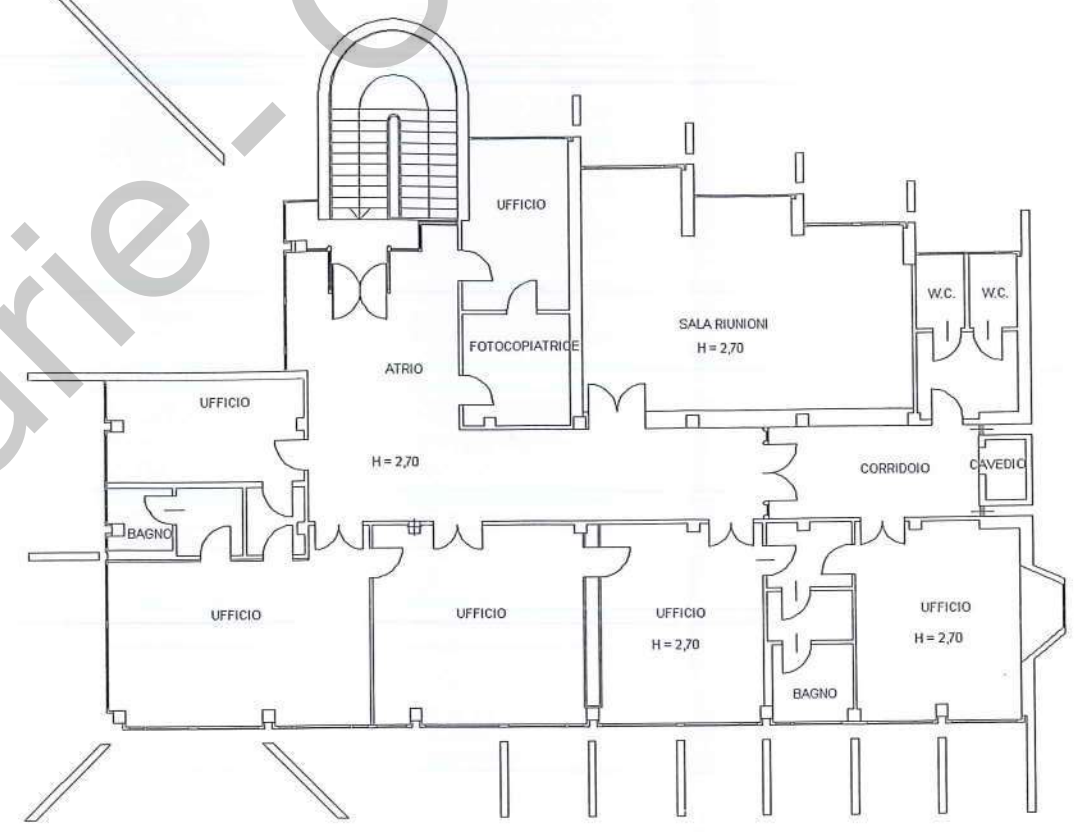 rie - C
UFFICIO
W.C.
W.C.
SALA RIUNIONI
H = 2,70
FOTOCOPIATRICE
ATRIO
UFFICIO
H = 2,70
CORRIDOIO
CAVEDIO
BAGNO
UFFICIO
UFFICIO
UFFICIO
H = 2,70
UFFICIO
H = 2,70
BAGNO